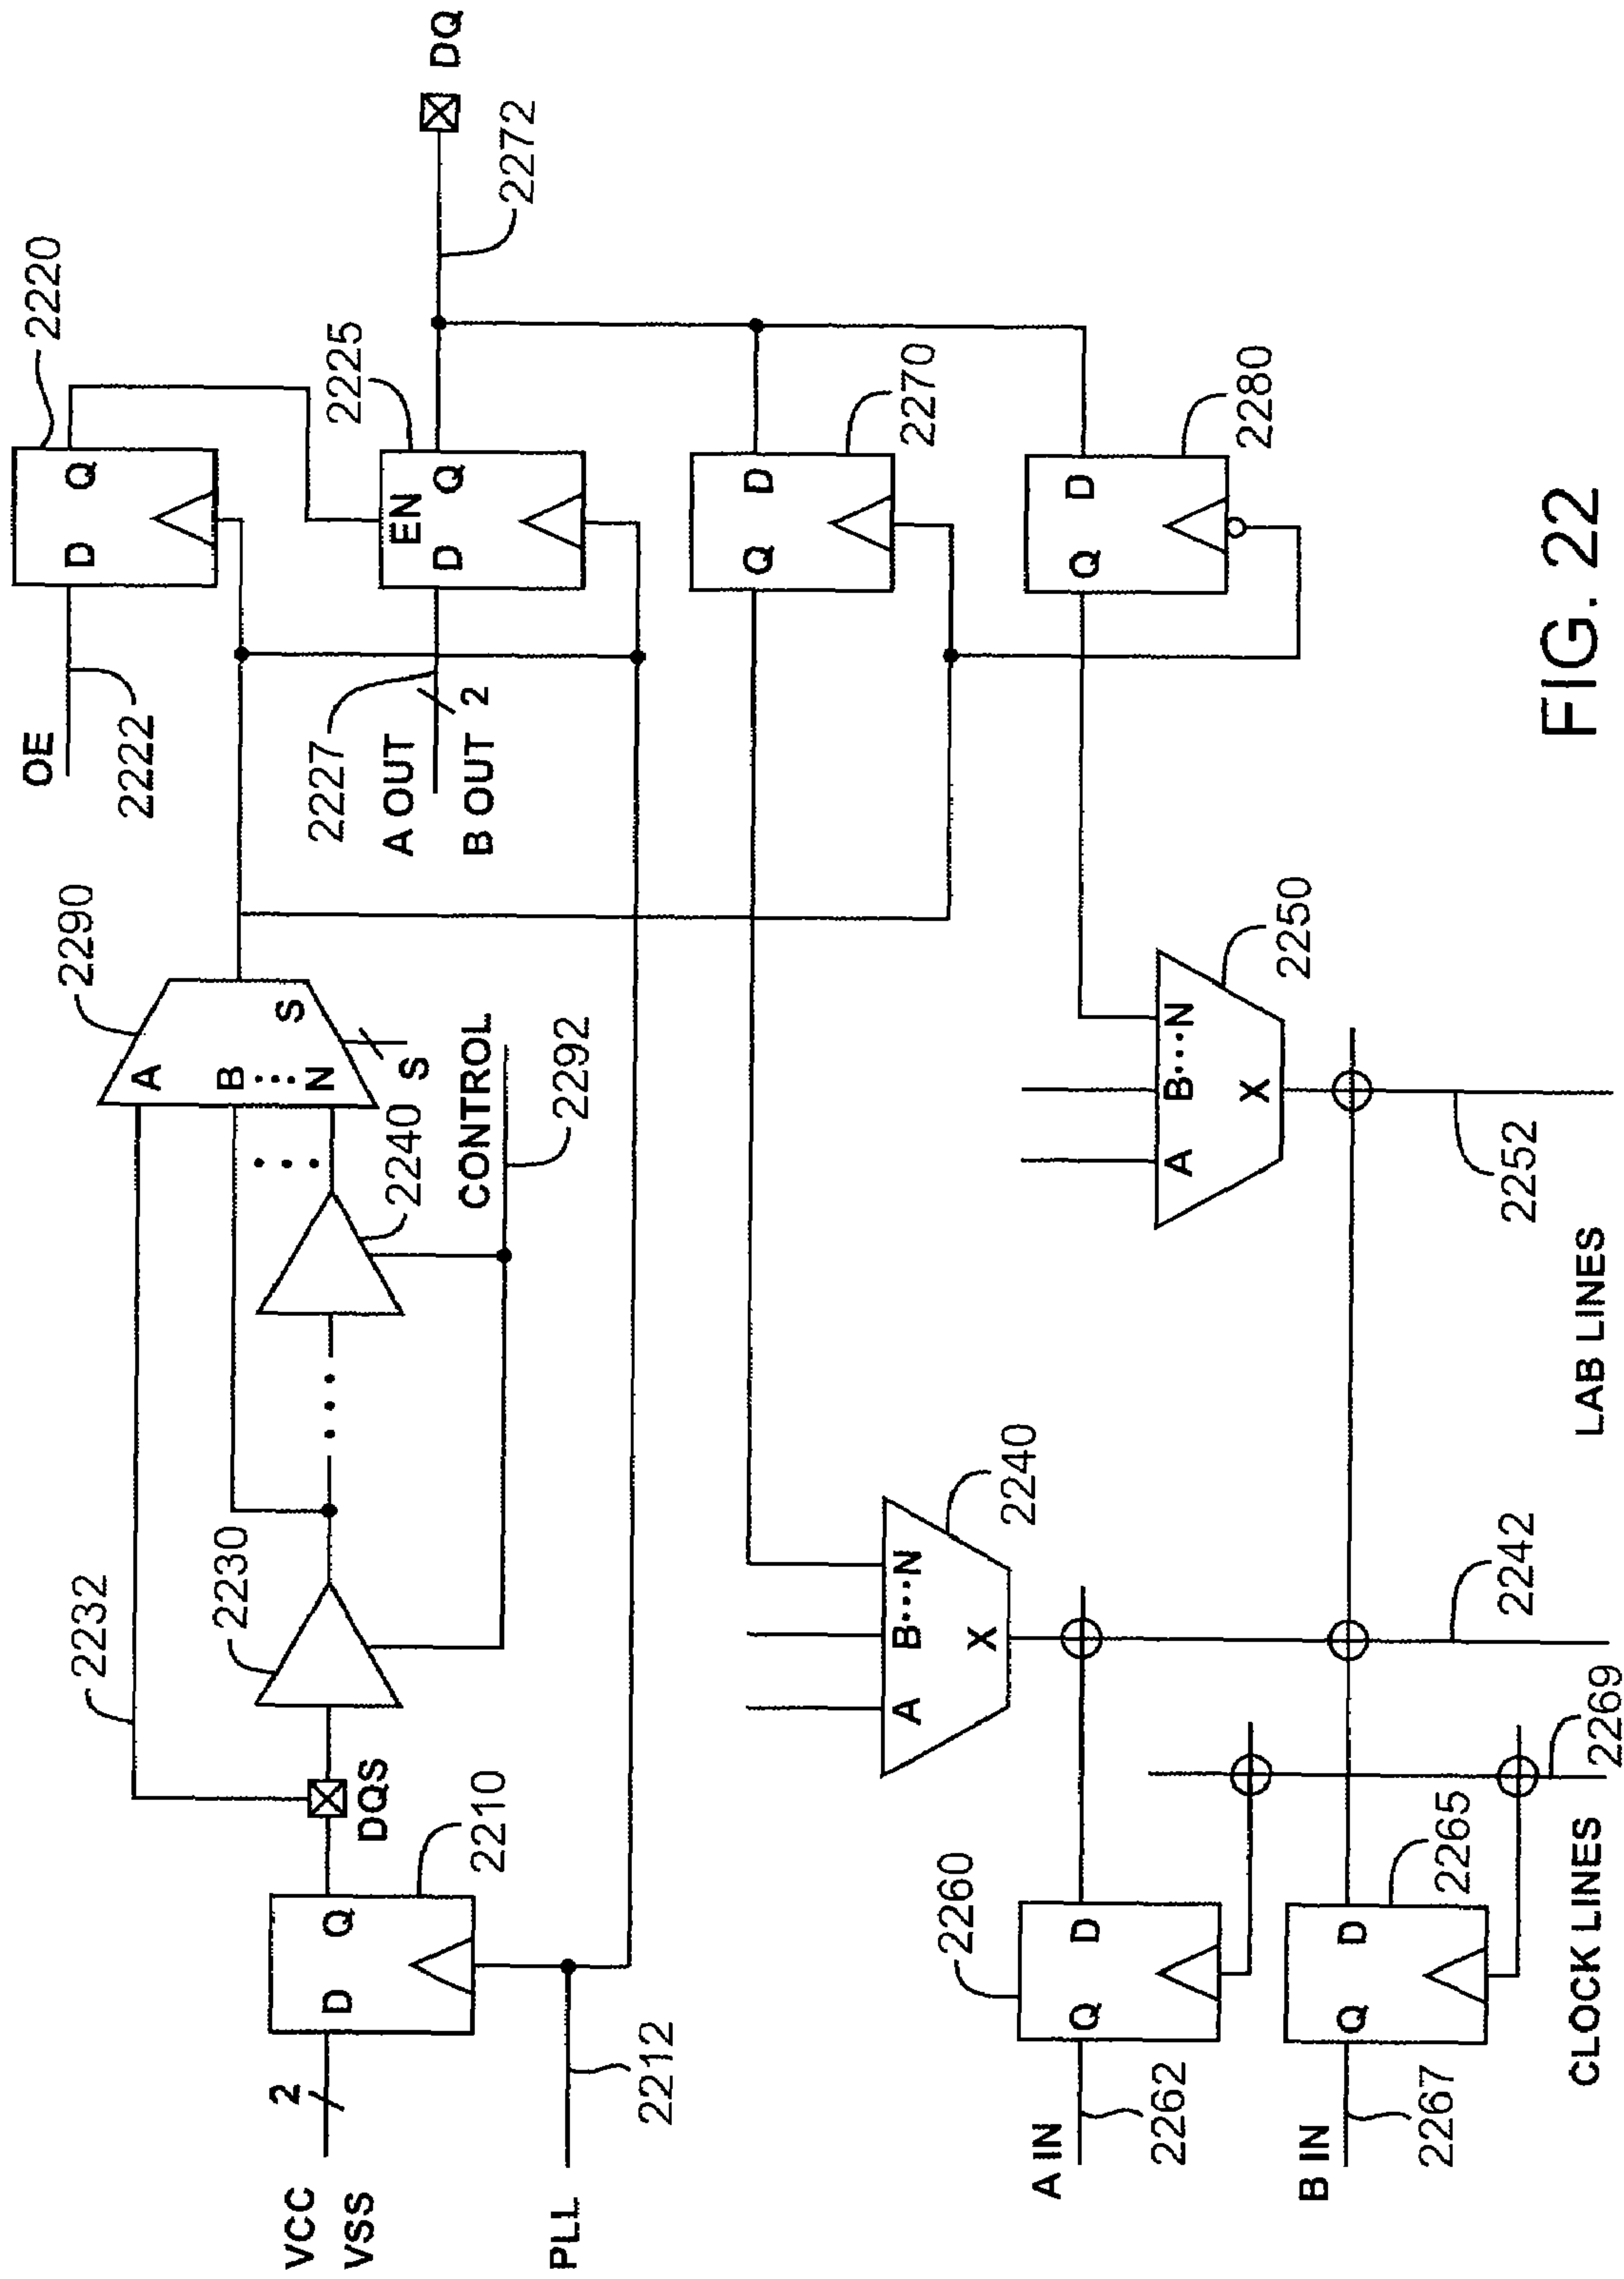 2220
OE
D
Q
2222
2290
A
B
N
S
S
2232
2230
2240
2225
EN
D
Q
2227
A OUT
B OUT
2
2272
DQ
VCC
VSS
2
D
Q
DQS
2210
CONTROL
2292
PLL
2212
2270
Q
D
2240
A
B
N
X
2280
Q
D
2250
A
B
N
X
2260
A IN
2262
Q
D
B IN
2267
Q
D
2265
2269
2242
2252
CLOCK LINES
LAB LINES
FIG. 22